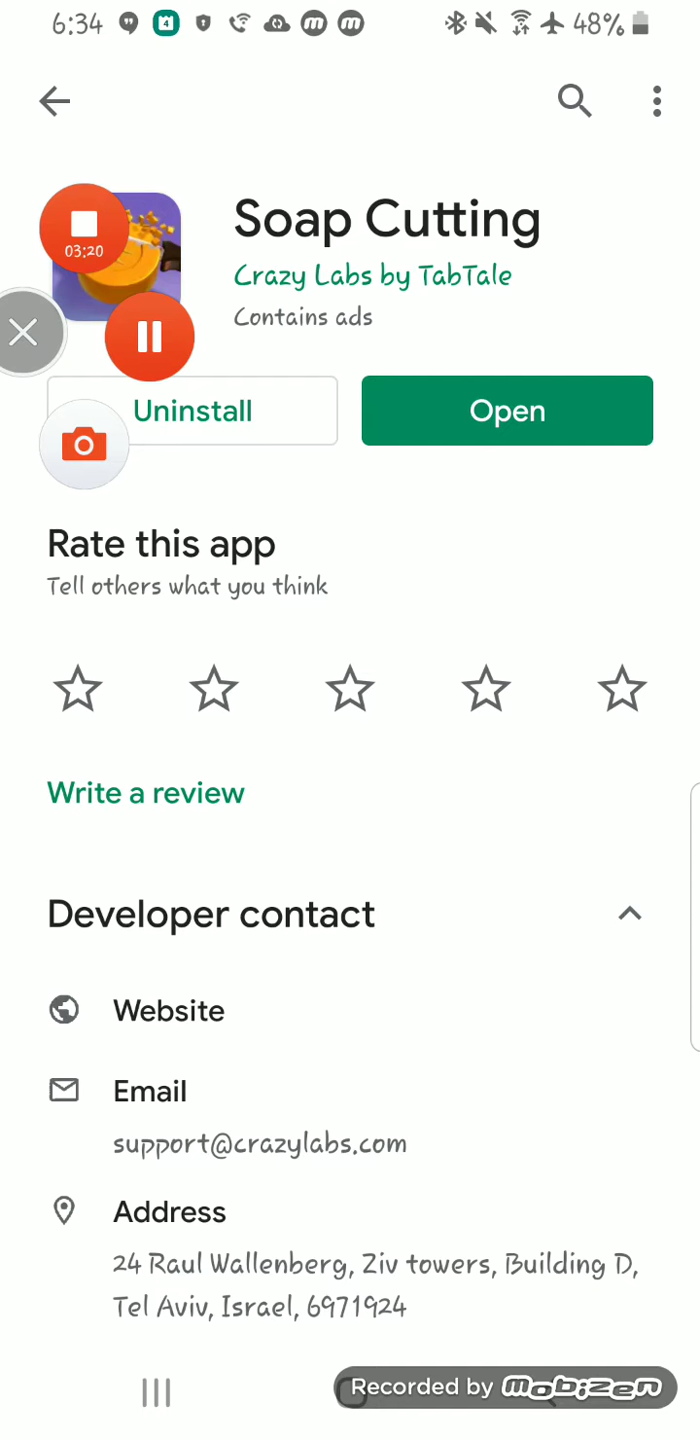 6:34
4
48%
Soap Cutting
03:20
Crazy Labs by TabTale
Contains ads
Uninstall
Open
Rate this app
Tell others what you think
Write a review
Developer contact
Website
Email
support@crazylabs.com
Address
24 Raul Wallenberg, Ziv towers, Building D,
Tel Aviv, Israel, 6971924
Recorded by mobizen